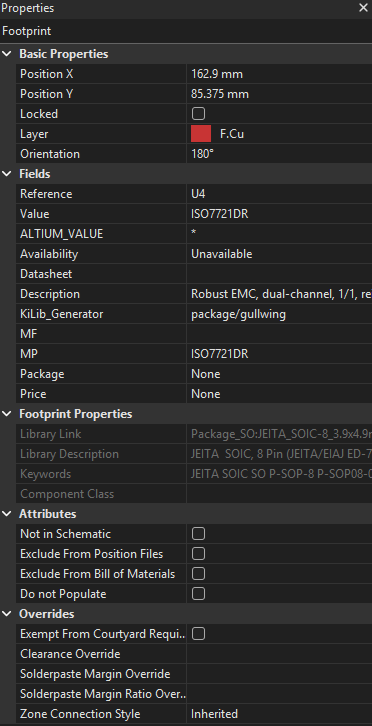 Properties
Footprint
Basic Properties
Position X 162.9 mm
Position Y 85.375 mm
Locked
Layer F.Cu
Orientation 180°
Fields
Reference U4
Value ISO7721DR
ALTIUM_VALUE *
Availability Unavailable
Datasheet
Description Robust EMC, dual-channel, 1/1, re
KiLib_Generator package/gullwing
MF
MP ISO7721DR
Package None
Price None
Footprint Properties
Library Link Package_SO:JEITA_SOIC-8_3.9x4.9r
Library Description JEITA SOIC, 8 Pin (JEITA/EIAJ ED-7
Keywords JEITA SOIC SO P-SOP-8 P-SOP08-0
Component Class
Attributes
Not in Schematic
Exclude From Position Files
Exclude From Bill of Materials
Do not Populate
Overrides
Exempt From Courtyard Requi...
Clearance Override
Solderpaste Margin Override
Solderpaste Margin Ratio Over...
Zone Connection Style Inherited